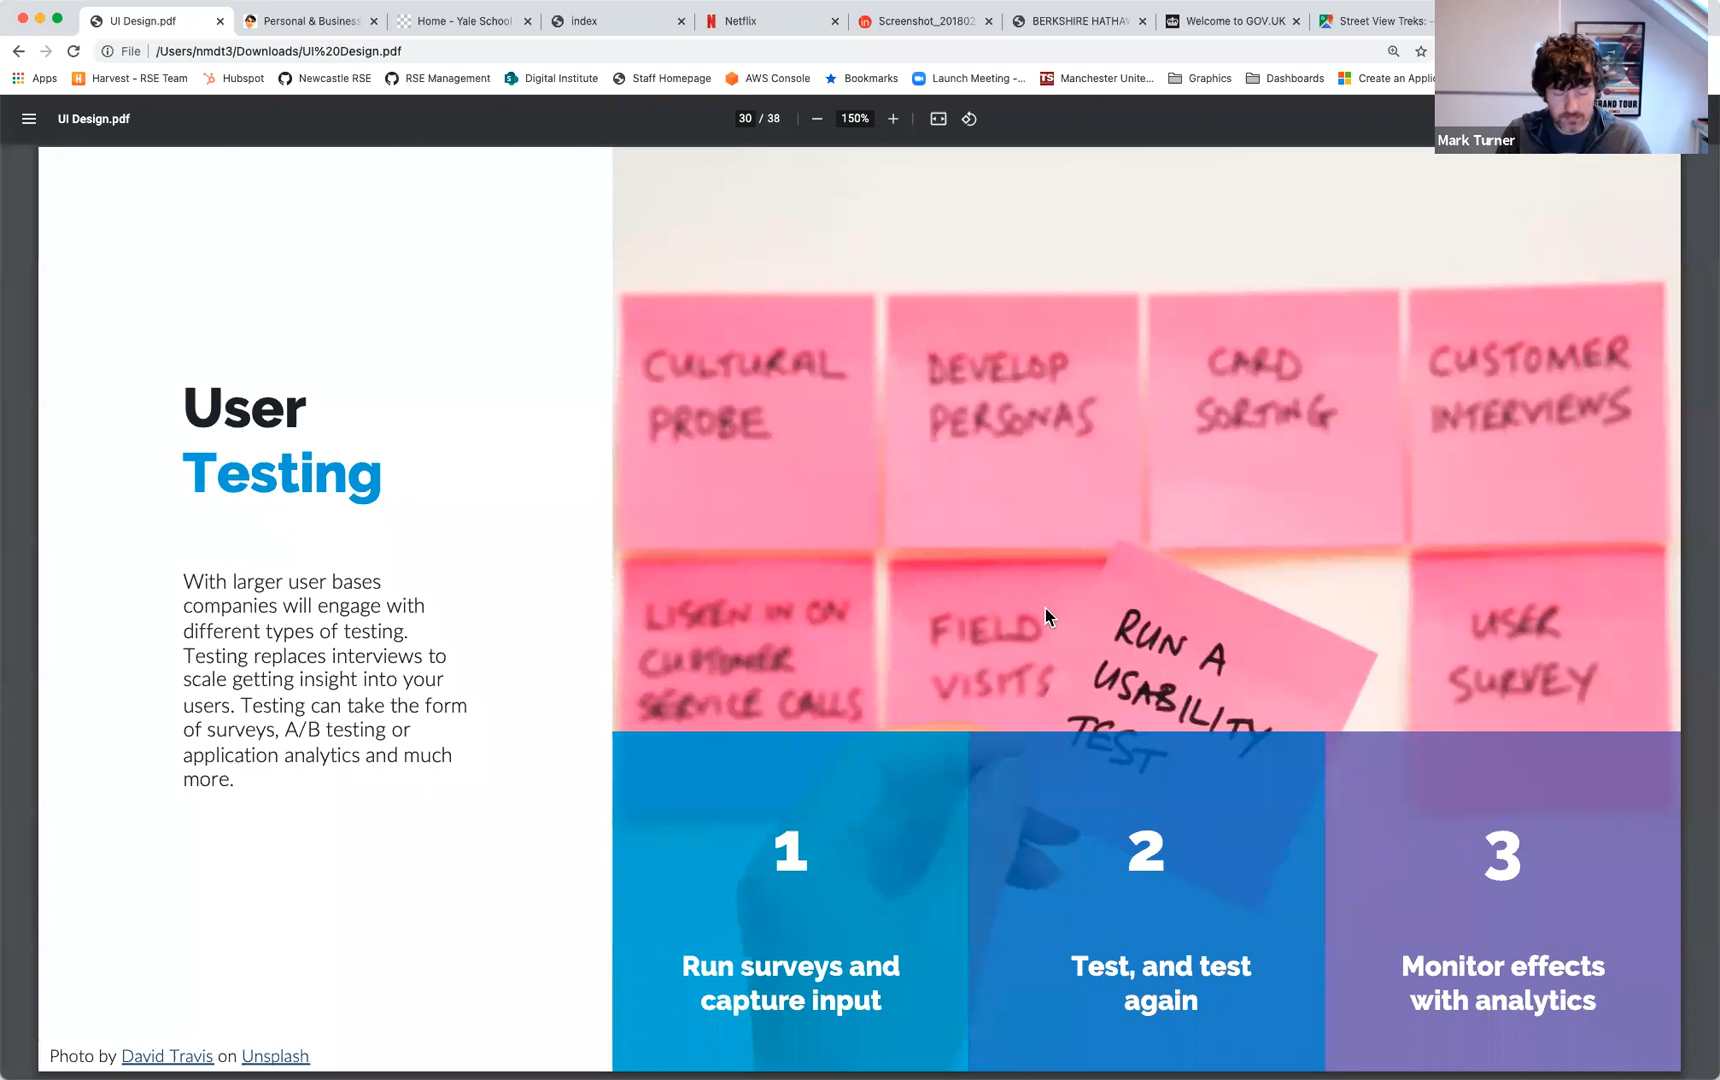 UI Design.pdf
Personal & Business
Home - Yale School
index
Netflix
Screenshot_201802
BERKSHIRE HATHAW
Welcome to GOV.UK
Street View Treks:
File
/Users/nmdt3/Downloads/UI%20Design.pdf
Apps
Harvest - RSE Team
Hubspot
Newcastle RSE
RSE Management
Digital Institute
Staff Homepage
AWS Console
Bookmarks
Launch Meeting -...
Manchester Unite...
Graphics
Dashboards
Create an Appli
UI Design.pdf
30 / 38
150%
GRAND TOUR
Mark Turner
User
Testing
With larger user bases
companies will engage with
different types of testing.
Testing replaces interviews to
scale getting insight into your
users. Testing can take the form
of surveys, A/B testing or
application analytics and much
more.
Photo by David Travis on Unsplash
CULTURAL
PROBE
DEVELOP
PERSONAS
CARD
SORTING
CUSTOMER
INTERVIEWS
LISTEN IN ON
CUSTOMER
SERVICE CALLS
FIELD
VISITS
RUN A
USABILITY
TEST
USER
SURVEY
1
Run surveys and
capture input
2
Test, and test
again
3
Monitor effects
with analytics